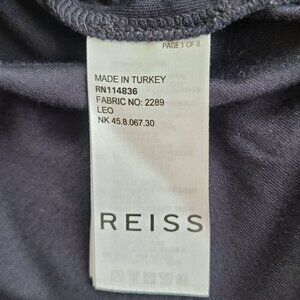 PAGE 1 OF 8
MADE IN TURKEY
RN114836
FABRIC NO: 2289
LEO
NK 45.8.067.30
REISS